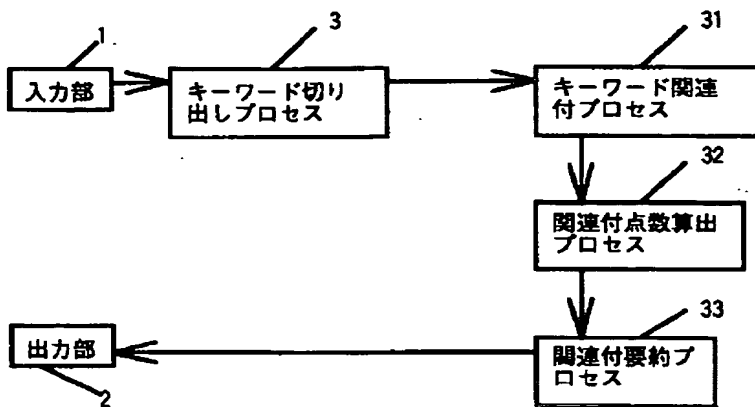 1
入力部
3
キーワード切り
出しプロセス
31
キーワード関連
付プロセス
32
関連付点数算出
プロセス
33
関連付要約プ
ロセス
出力部
2